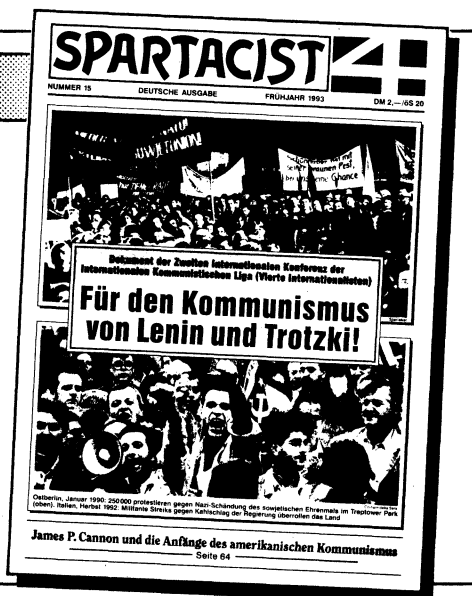 SPARTACIST
NUMMER 15
DEUTSCHE AUSGABE
FRÜHJAHR 1993
DM 2,—/öS 20
Dokument der Zweiten Internationalen Konferenz der
Internationalen Kommunistischen Liga (Vierte Internationalisten)
Für den Kommunismus
von Lenin und Trotzki!
Ostberlin, Januar 1990: 250 000 protestieren gegen Nazi-Schändung des sowjetischen Ehrenmals im Treptower Park
(oben). Italien, Herbst 1992: Militante Streiks gegen Kahlschlag der Regierung überrollen das Land
James P. Cannon und die Anfänge des amerikanischen Kommunismus
Seite 64